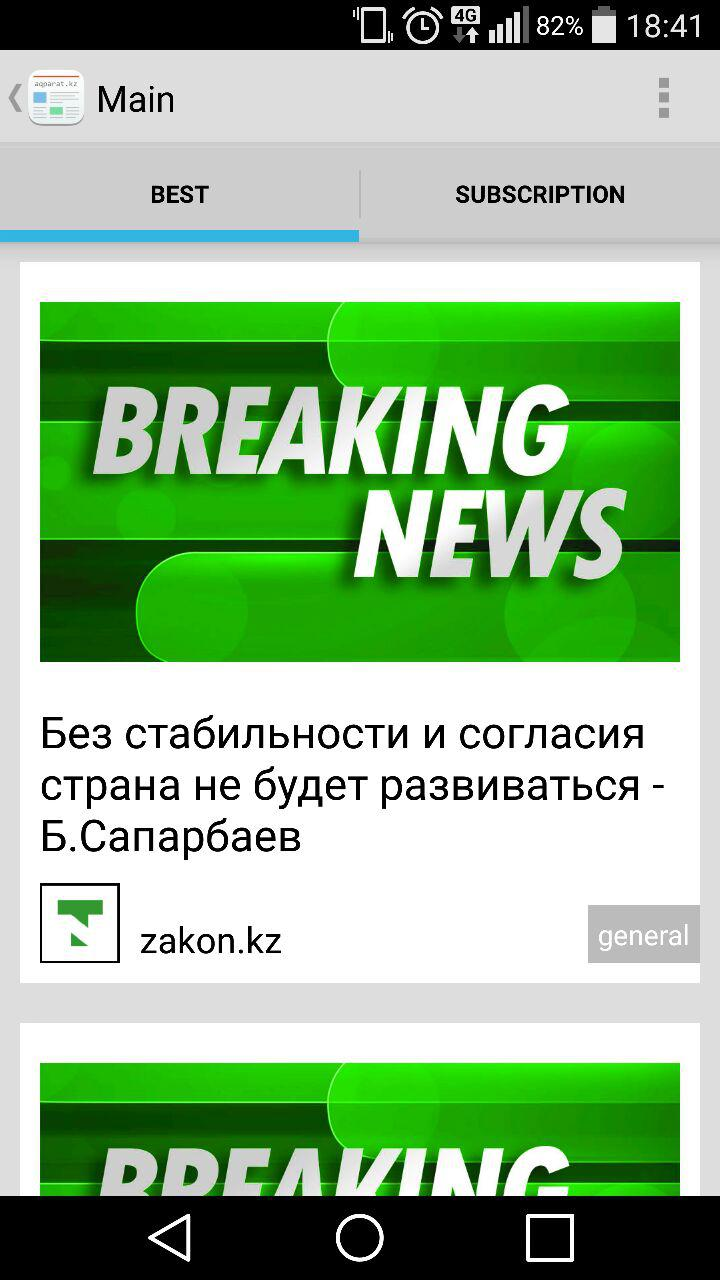 4G 82% 18:41
aqparat.kz
Main
BEST SUBSCRIPTION
BREAKING
NEWS
Без стабильности и согласия
страна не будет развиваться -
Б.Сапарбаев
zakon.kz general
BREAKING